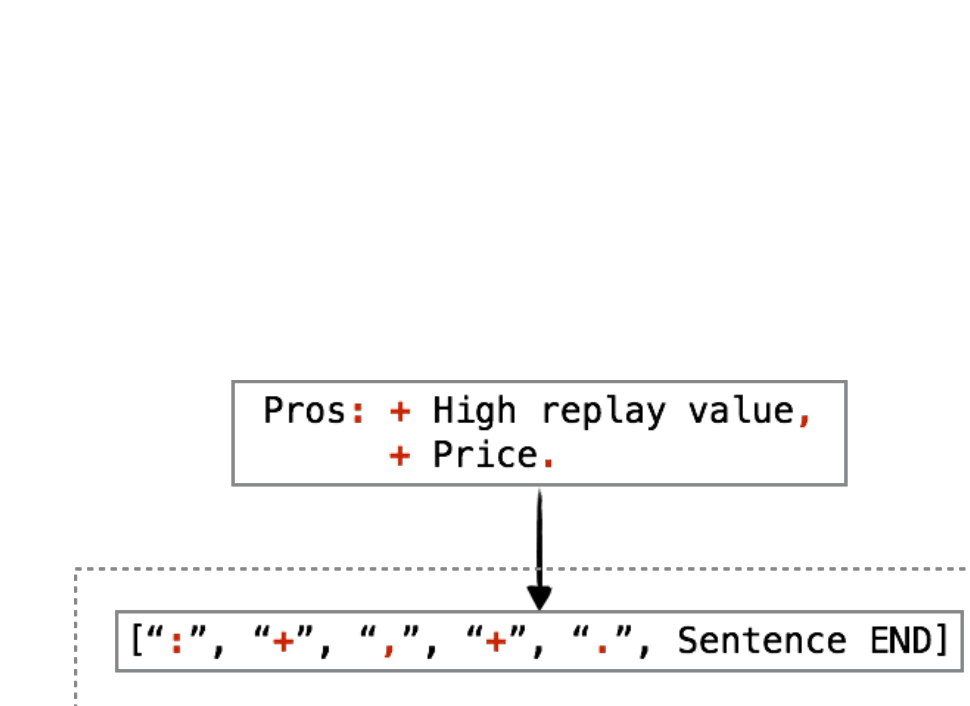 Pros: + High replay value,
+ Price.
[“:”, “+”, “,”, “+”, “.”, Sentence END]